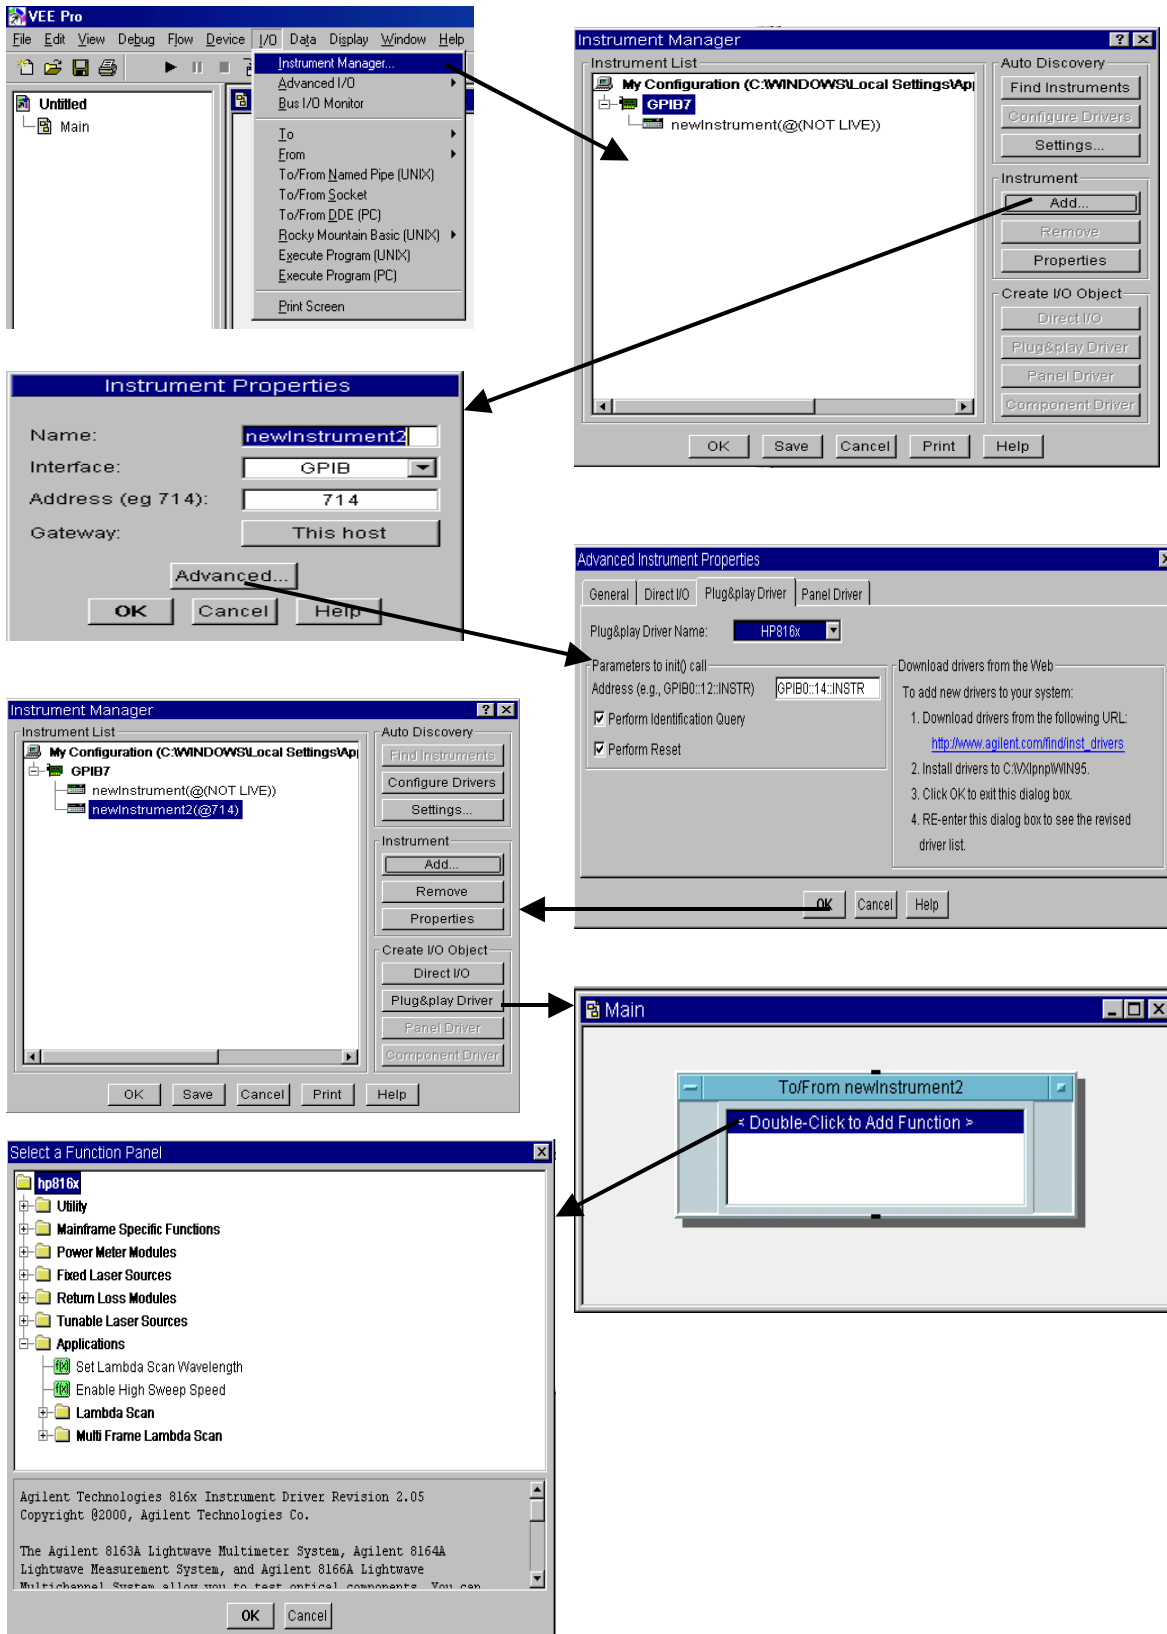 VEE Pro
File Edit View Debug Flow Device I/O Data Display Window Help
Untitled
Main
Instrument Manager...
Advanced I/O
Bus I/O Monitor
To
From
To/From Named Pipe (UNIX)
To/From Socket
To/From DDE (PC)
Rocky Mountain Basic (UNIX)
Execute Program (UNIX)
Execute Program (PC)
Print Screen
Instrument Manager
Instrument List
My Configuration (C:\WINDOWS\Local Settings\Ap
GPIB7
newInstrument(@(NOT LIVE))
Auto Discovery
Find Instruments
Configure Drivers
Settings...
Instrument
Add...
Remove
Properties
Create I/O Object
Direct I/O
Plug&play Driver
Panel Driver
Component Driver
OK Save Cancel Print Help
Instrument Properties
Name: newInstrument2
Interface: GPIB
Address (eg 714): 714
Gateway: This host
Advanced...
OK Cancel Help
Advanced Instrument Properties
General Direct I/O Plug&play Driver Panel Driver
Plug&play Driver Name: HP816x
Parameters to init() call
Address (e.g., GPIB0::12::INSTR) GPIB0::14::INSTR
Perform Identification Query
Perform Reset
Download drivers from the Web
To add new drivers to your system:
1. Download drivers from the following URL:
http://www.agilent.com/find/inst_drivers
2. Install drivers to C:\VXIpnp\WIN95.
3. Click OK to exit this dialog box.
4. RE-enter this dialog box to see the revised
driver list.
OK Cancel Help
Instrument Manager
Instrument List
My Configuration (C:\WINDOWS\Local Settings\Ap
GPIB7
newInstrument(@(NOT LIVE))
newInstrument2(@714)
Auto Discovery
Find Instruments
Configure Drivers
Settings...
Instrument
Add...
Remove
Properties
Create I/O Object
Direct I/O
Plug&play Driver
Panel Driver
Component Driver
OK Save Cancel Print Help
Main
To/From newInstrument2
< Double-Click to Add Function >
Select a Function Panel
hp816x
Utility
Mainframe Specific Functions
Power Meter Modules
Fixed Laser Sources
Return Loss Modules
Tunable Laser Sources
Applications
Set Lambda Scan Wavelength
Enable High Sweep Speed
Lambda Scan
Multi Frame Lambda Scan
Agilent Technologies 816x Instrument Driver Revision 2.05
Copyright @2000, Agilent Technologies Co.
The Agilent 8163A Lightwave Multimeter System, Agilent 8164A
Lightwave Measurement System, and Agilent 8166A Lightwave
Multichannel System allow you to test optical components. You can
OK Cancel